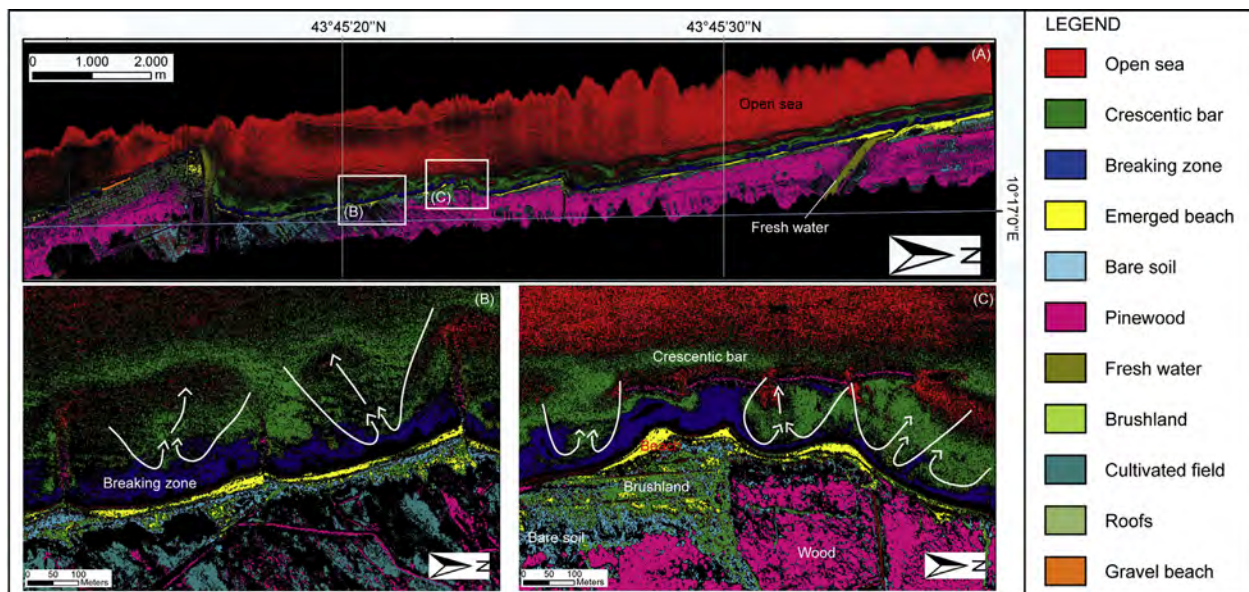 43°45'20"N
43°45'30"N
LEGEND
0 1.000 2.000
m
(A)
Open sea
(B)
(C)
Fresh water
10°17'0"E
N
(B)
Breaking zone
0 50 100
Meters
N
(C)
Crescentic bar
Brushland
Bare soil
Wood
0 50 100
Meters
N
Open sea
Crescentic bar
Breaking zone
Emerged beach
Bare soil
Pinewood
Fresh water
Brushland
Cultivated field
Roofs
Gravel beach